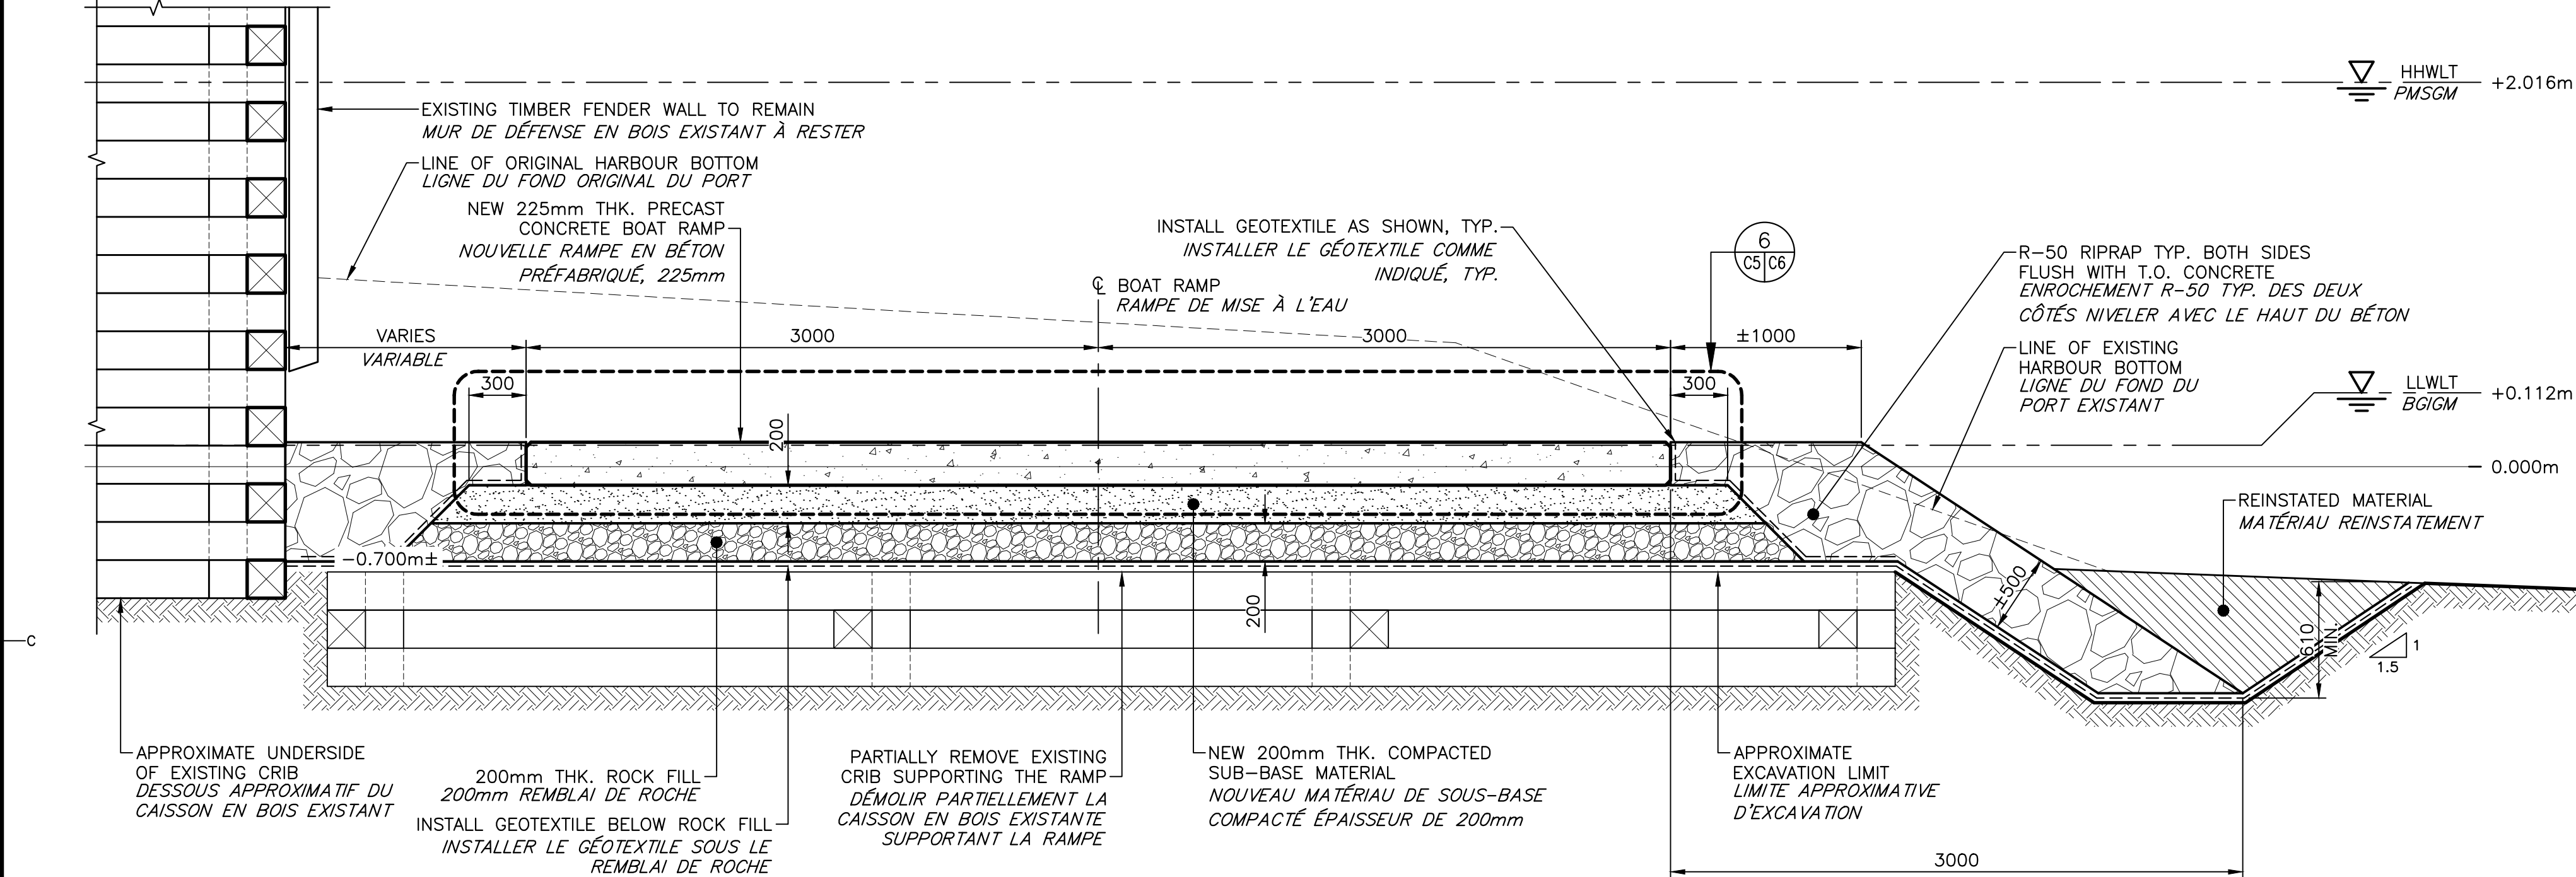 HHWLT
PMSGM
+2.016m
EXISTING TIMBER FENDER WALL TO REMAIN
MUR DE DÉFENSE EN BOIS EXISTANT À RESTER
LINE OF ORIGINAL HARBOUR BOTTOM
LIGNE DU FOND ORIGINAL DU PORT
NEW 225mm THK. PRECAST
CONCRETE BOAT RAMP
NOUVELLE RAMPE EN BÉTON
PRÉFABRIQUÉ, 225mm
INSTALL GEOTEXTILE AS SHOWN, TYP.
INSTALLER LE GÉOTEXTILE COMME
INDIQUÉ, TYP.
6
C5 C6
R-50 RIPRAP TYP. BOTH SIDES
FLUSH WITH T.O. CONCRETE
ENROCHEMENT R-50 TYP. DES DEUX
CÔTÉS NIVELER AVEC LE HAUT DU BÉTON
℄ BOAT RAMP
RAMPE DE MISE À L'EAU
VARIES
VARIABLE
3000
3000
±1000
LINE OF EXISTING
HARBOUR BOTTOM
LIGNE DU FOND DU
PORT EXISTANT
LLWLT
BGIGM
+0.112m
300
300
200
0.000m
REINSTATED MATERIAL
MATÉRIAU REINSTATEMENT
-0.700m±
200
±500
610
MIN.
1
1.5
C
APPROXIMATE UNDERSIDE
OF EXISTING CRIB
DESSOUS APPROXIMATIF DU
CAISSON EN BOIS EXISTANT
200mm THK. ROCK FILL
200mm REMBLAI DE ROCHE
INSTALL GEOTEXTILE BELOW ROCK FILL
INSTALLER LE GÉOTEXTILE SOUS LE
REMBLAI DE ROCHE
PARTIALLY REMOVE EXISTING
CRIB SUPPORTING THE RAMP
DÉMOLIR PARTIELLEMENT LA
CAISSON EN BOIS EXISTANTE
SUPPORTANT LA RAMPE
NEW 200mm THK. COMPACTED
SUB-BASE MATERIAL
NOUVEAU MATÉRIAU DE SOUS-BASE
COMPACTÉ ÉPAISSEUR DE 200mm
APPROXIMATE
EXCAVATION LIMIT
LIMITE APPROXIMATIVE
D'EXCAVATION
3000